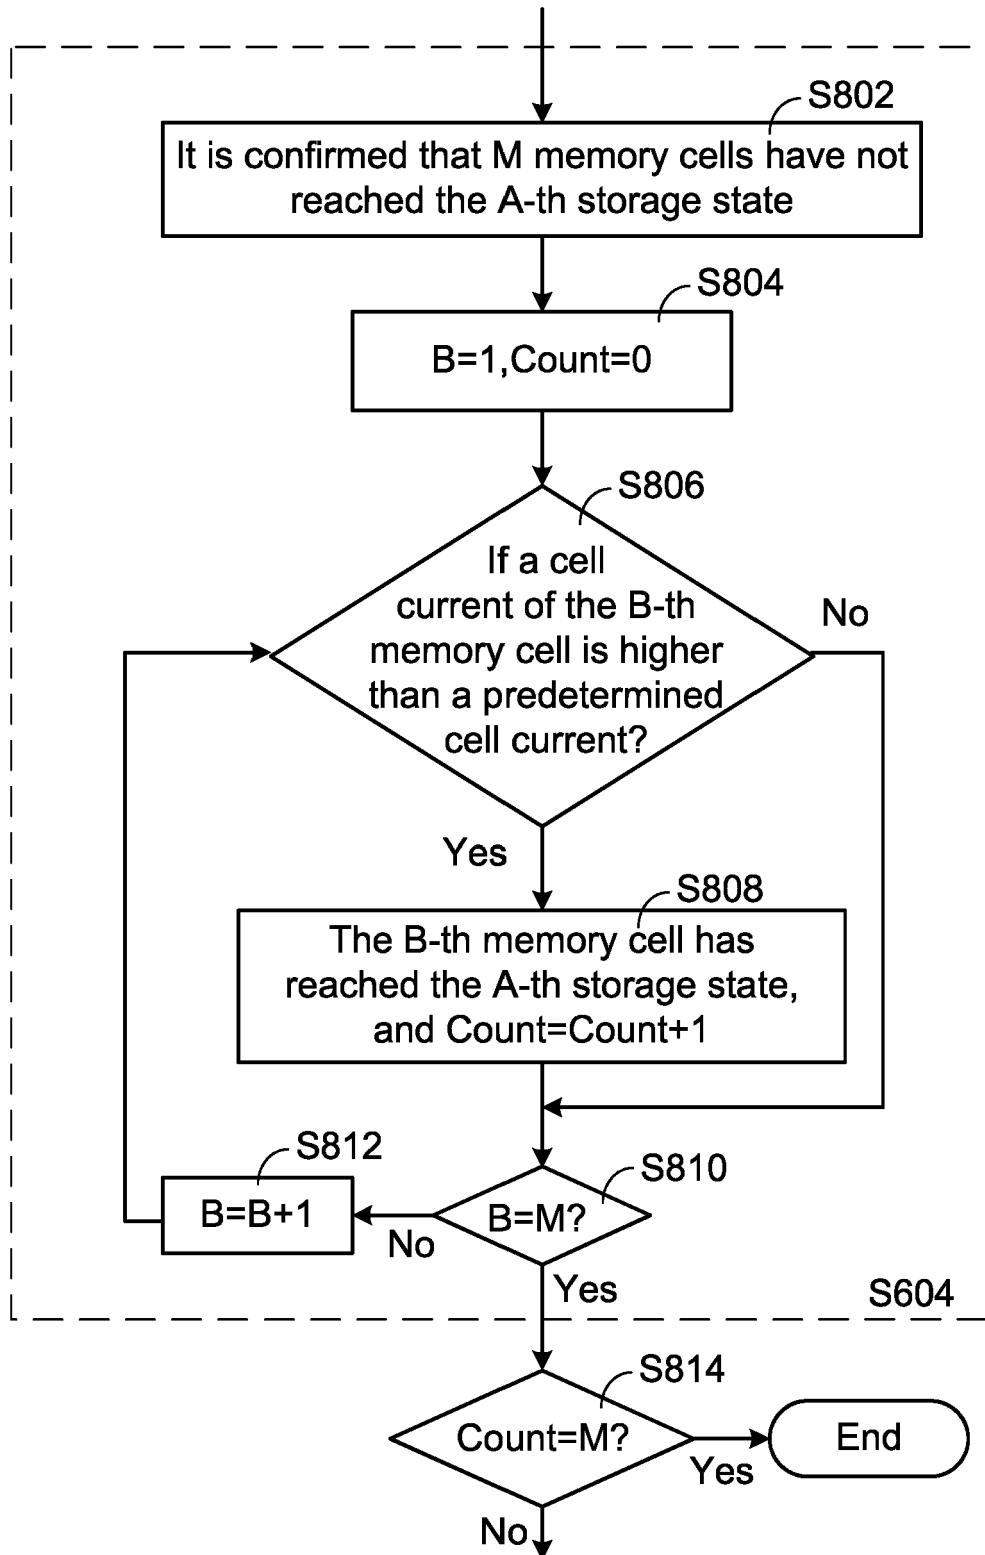 S802
It is confirmed that M memory cells have not
reached the A-th storage state
S804
B=1,Count=0
S806
If a cell
current of the B-th
memory cell is higher
than a predetermined
cell current?
No
Yes
S808
The B-th memory cell has
reached the A-th storage state,
and Count=Count+1
S812
B=B+1
S810
B=M?
No
Yes
S604
S814
Count=M?
Yes
End
No